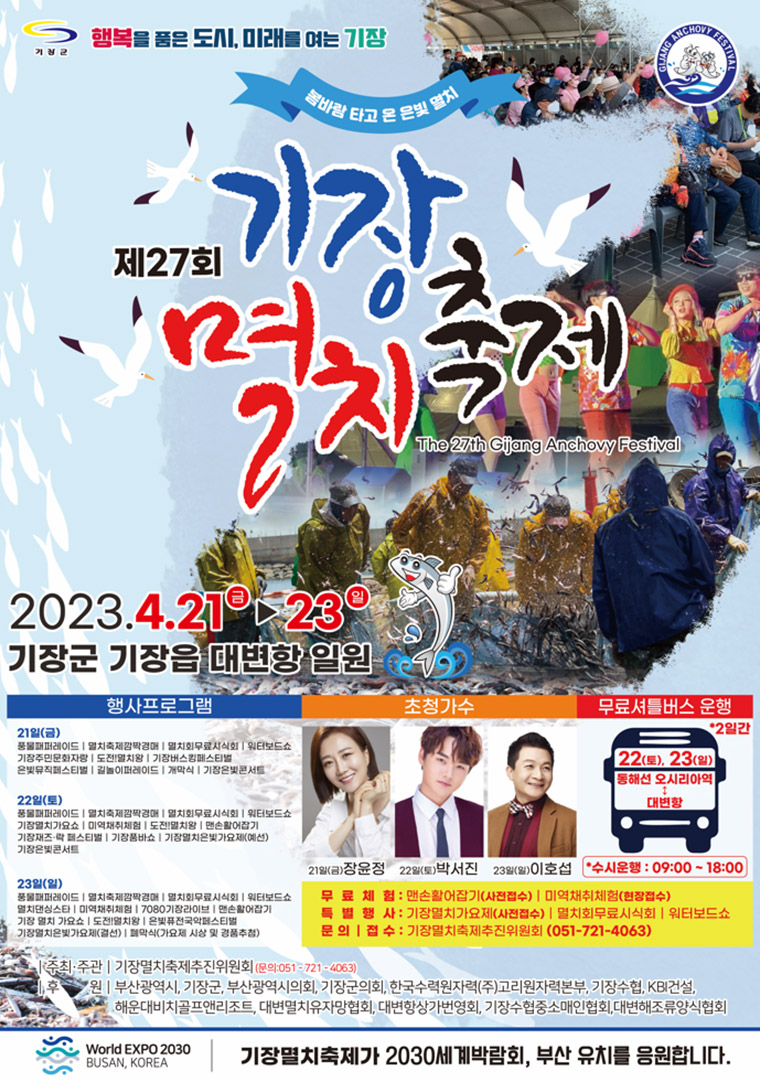 기장군
행복을 품은 도시, 미래를 여는 기장
GIJANG ANCHOVY FESTIVAL
봄바람 타고 온 은빛 멸치
제27회
기장
멸치
축제
The 27th Gijang Anchovy Festival
2023.4.21금 ▶ 23일
기장군 기장읍 대변항 일원
행사프로그램
21일(금)
풍물패퍼레이드 | 멸치축제깜짝경매 | 멸치회무료시식회 | 워터보드쇼
기장주민문화자랑 | 도전!멸치왕 | 기장버스킹페스티벌
은빛뮤직페스티벌 | 길놀이퍼레이드 | 개막식 | 기장은빛콘서트
22일(토)
풍물패퍼레이드 | 멸치축제깜짝경매 | 멸치회무료시식회 | 워터보드쇼
기장멸치가요쇼 | 미역채취체험 | 도전!멸치왕 | 맨손활어잡기
기장재즈·락 페스티벌 | 기장품바쇼 | 기장멸치은빛가요제(예선)
기장은빛콘서트
23일(일)
풍물패퍼레이드 | 멸치축제깜짝경매 | 멸치회무료시식회 | 워터보드쇼
멸치댄싱스타 | 미역채취체험 | 7080기장라이브 | 맨손활어잡기
기장 멸치 가요쇼 | 도전!멸치왕 | 은빛퓨전국악페스티벌
기장멸치은빛가요제(결선) | 폐막식(가요제 시상 및 경품추첨)
초청가수
21일(금)장윤정
22일(토)박서진
23일(일)이호섭
무료셔틀버스 운행
*2일간
22(토), 23(일)
동해선 오시리아역
↕
대변항
*수시운행 : 09:00 ~ 18:00
무료체험 : 맨손활어잡기(사전접수) | 미역채취체험(현장접수)
특별행사 : 기장멸치가요제(사전접수) | 멸치회무료시식회 | 워터보드쇼
문의 | 접수 : 기장멸치축제추진위원회 (051-721-4063)
| 주최·주관 | 기장멸치축제추진위원회 (문의:051 - 721 - 4063)
| 후 원 | 부산광역시, 기장군, 부산광역시의회, 기장군의회, 한국수력원자력(주)고리원자력본부, 기장수협, KB건설,
해운대비치골프앤리조트, 대변멸치유자망협회, 대변항상가번영회, 기장수협중소매인협회,대변해조류양식협회
World EXPO 2030
BUSAN, KOREA
기장멸치축제가 2030세계박람회, 부산 유치를 응원합니다.